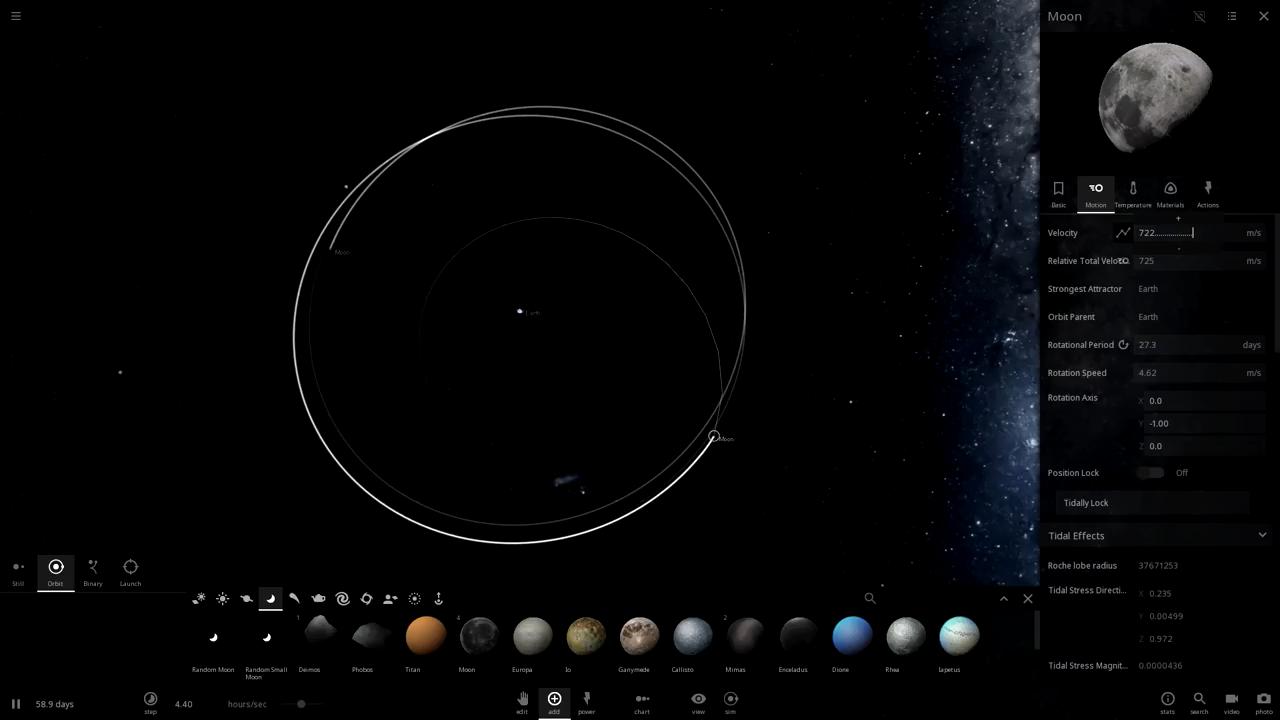 Moon
Basic
Motion
Temperature
Materials
Actions
Velocity 722 m/s
Relative Total Velo 725 m/s
Strongest Attractor Earth
Orbit Parent Earth
Rotational Period 27.3 days
Rotation Speed 4.62 m/s
Rotation Axis X 0.0
Y -1.00
Z 0.0
Position Lock Off
Tidally Lock
Tidal Effects
Roche lobe radius 37671253
Tidal Stress Directi... X 0.235
Y 0.00499
Z 0.972
Tidal Stress Magnit... 0.0000436
Moon
Earth
Moon
Still
Orbit
Binary
Launch
1
4
2
Random Moon
Random Small Moon
Deimos
Phobos
Titan
Moon
Europa
Io
Ganymede
Callisto
Mimas
Enceladus
Dione
Rhea
Iapetus
58.9 days
step
4.40 hours/sec
edit
add
power
chart
view
sim
stats
search
video
photo